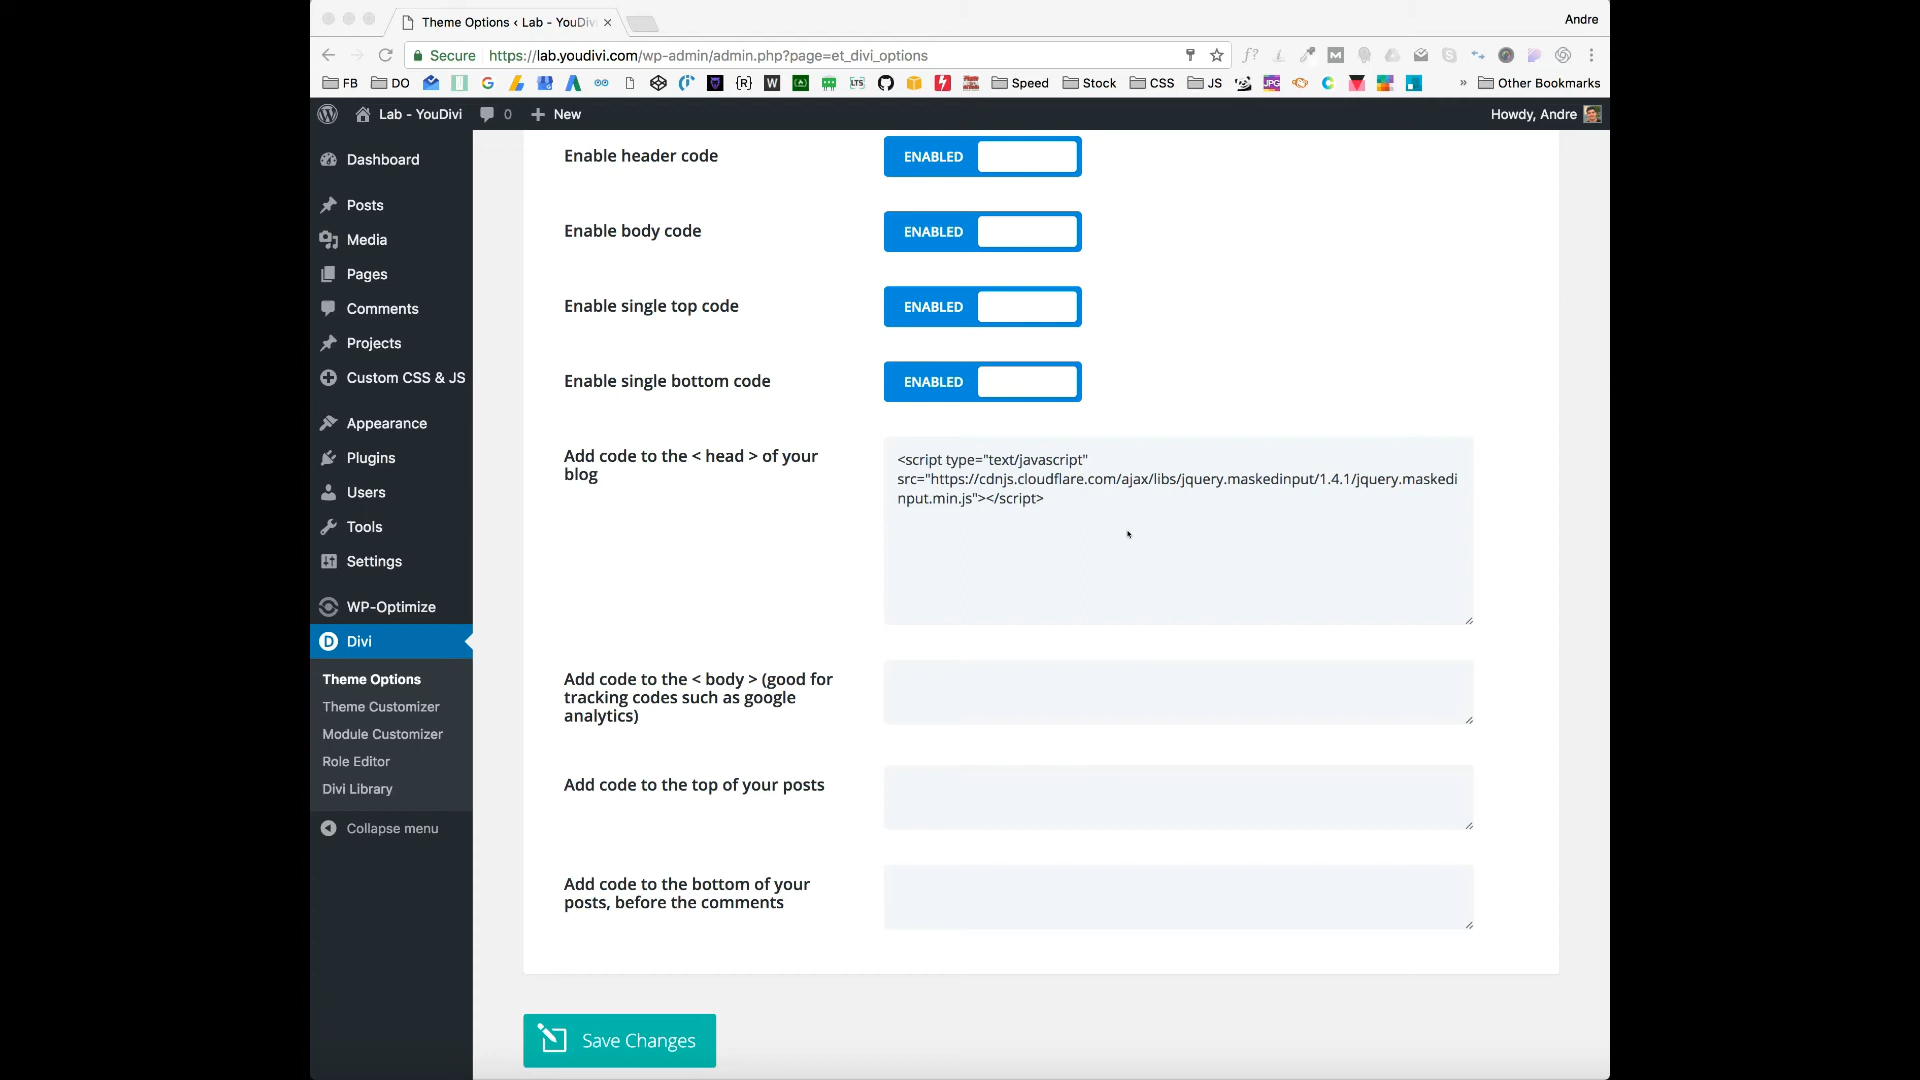 Theme Options ‹ Lab - YouDivi
Andre
Secure https://lab.youdivi.com/wp-admin/admin.php?page=et_divi_options
FB DO Speed Stock CSS JS » Other Bookmarks
Lab - YouDivi 0 New Howdy, Andre
Dashboard
Posts
Media
Pages
Comments
Projects
Custom CSS & JS
Appearance
Plugins
Users
Tools
Settings
WP-Optimize
Divi
Theme Options
Theme Customizer
Module Customizer
Role Editor
Divi Library
Collapse menu
Enable header code ENABLED
Enable body code ENABLED
Enable single top code ENABLED
Enable single bottom code ENABLED
Add code to the < head > of your
blog
<script type="text/javascript"
src="https://cdnjs.cloudflare.com/ajax/libs/jquery.maskedinput/1.4.1/jquery.maskedi
nput.min.js"></script>
Add code to the < body > (good for
tracking codes such as google
analytics)
Add code to the top of your posts
Add code to the bottom of your
posts, before the comments
Save Changes